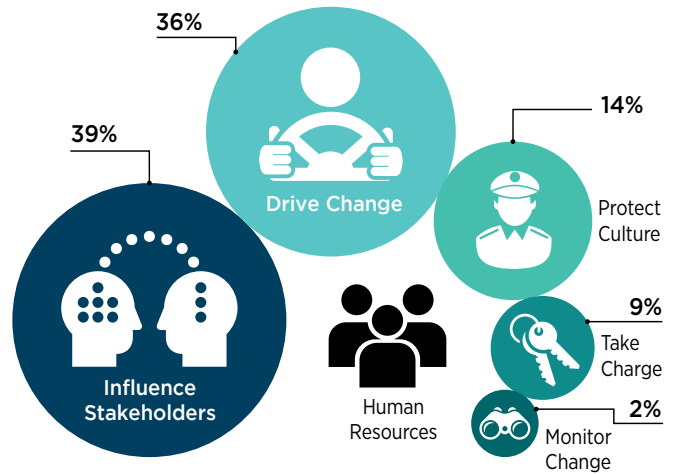 36%
Drive Change
14%
Protect
Culture
39%
Influence
Stakeholders
9%
Take
Charge
Human
Resources
2%
Monitor
Change